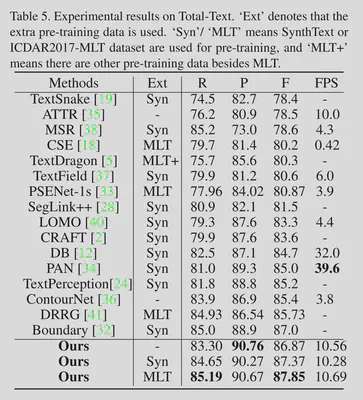 Table 5. Experimental results on Total-Text. ‘Ext’ denotes that the
extra pre-training data is used. ‘Syn’/ ‘MLT’ means SynthText or
ICDAR2017-MLT dataset are used for pre-training, and ‘MLT+’
means there are other pre-training data besides MLT.
Methods Ext R P F FPS
TextSnake [19] Syn 74.5 82.7 78.4 -
ATTR [35] - 76.2 80.9 78.5 10.0
MSR [38] Syn 85.2 73.0 78.6 4.3
CSE [18] MLT 79.7 81.4 80.2 0.42
TextDragon [5] MLT+ 75.7 85.6 80.3 -
TextField [37] Syn 79.9 81.2 80.6 6.0
PSENet-1s [33] MLT 77.96 84.02 80.87 3.9
SegLink++ [28] Syn 80.9 82.1 81.5 -
LOMO [40] Syn 79.3 87.6 83.3 4.4
CRAFT [2] Syn 79.9 87.6 83.6 -
DB [12] Syn 82.5 87.1 84.7 32.0
PAN [34] Syn 81.0 89.3 85.0 39.6
TextPerception[24] Syn 81.8 88.8 85.2 -
ContourNet [36] - 83.9 86.9 85.4 3.8
DRRG [41] MLT 84.93 86.54 85.73 -
Boundary [32] Syn 85.0 88.9 87.0 -
Ours - 83.30 90.76 86.87 10.56
Ours Syn 84.65 90.27 87.37 10.28
Ours MLT 85.19 90.67 87.85 10.69